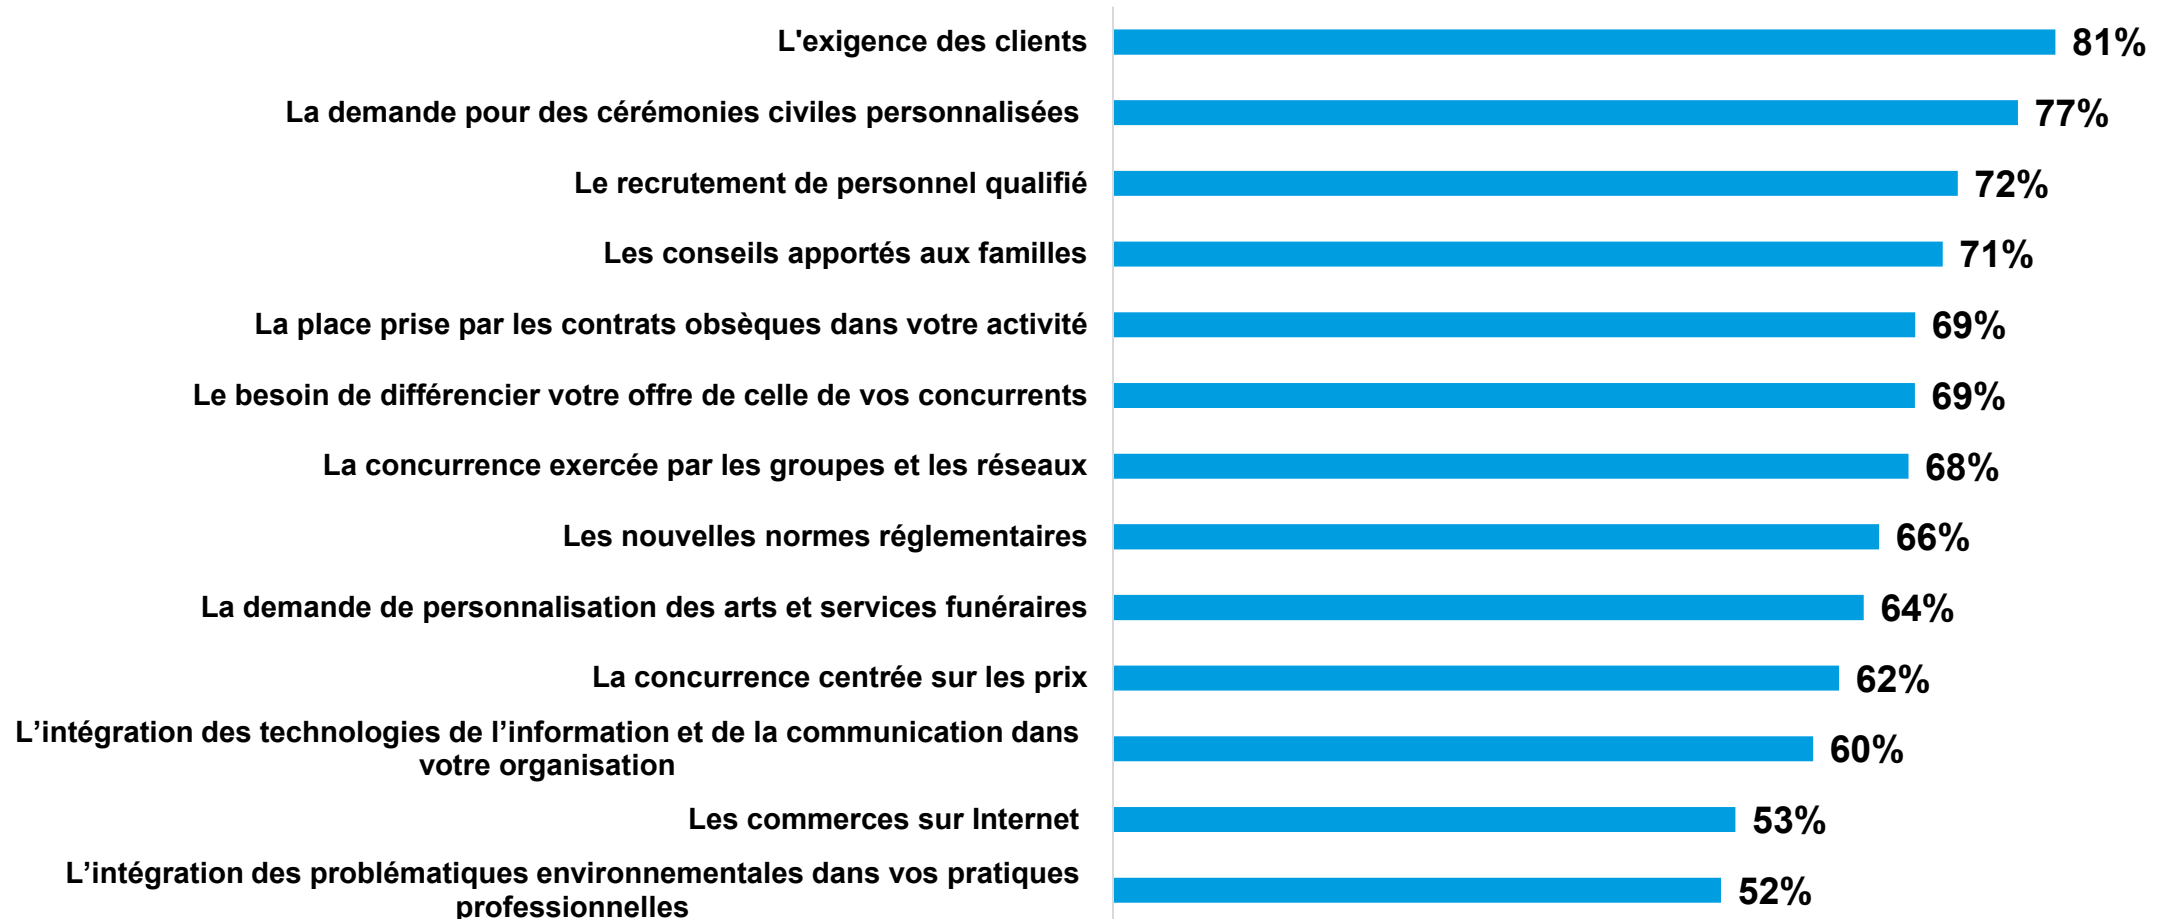 L'exigence des clients 81%
La demande pour des cérémonies civiles personnalisées 77%
Le recrutement de personnel qualifié 72%
Les conseils apportés aux familles 71%
La place prise par les contrats obsèques dans votre activité 69%
Le besoin de différencier votre offre de celle de vos concurrents 69%
La concurrence exercée par les groupes et les réseaux 68%
Les nouvelles normes réglementaires 66%
La demande de personnalisation des arts et services funéraires 64%
La concurrence centrée sur les prix 62%
L’intégration des technologies de l’information et de la communication dans
votre organisation 60%
Les commerces sur Internet 53%
L’intégration des problématiques environnementales dans vos pratiques
professionnelles 52%